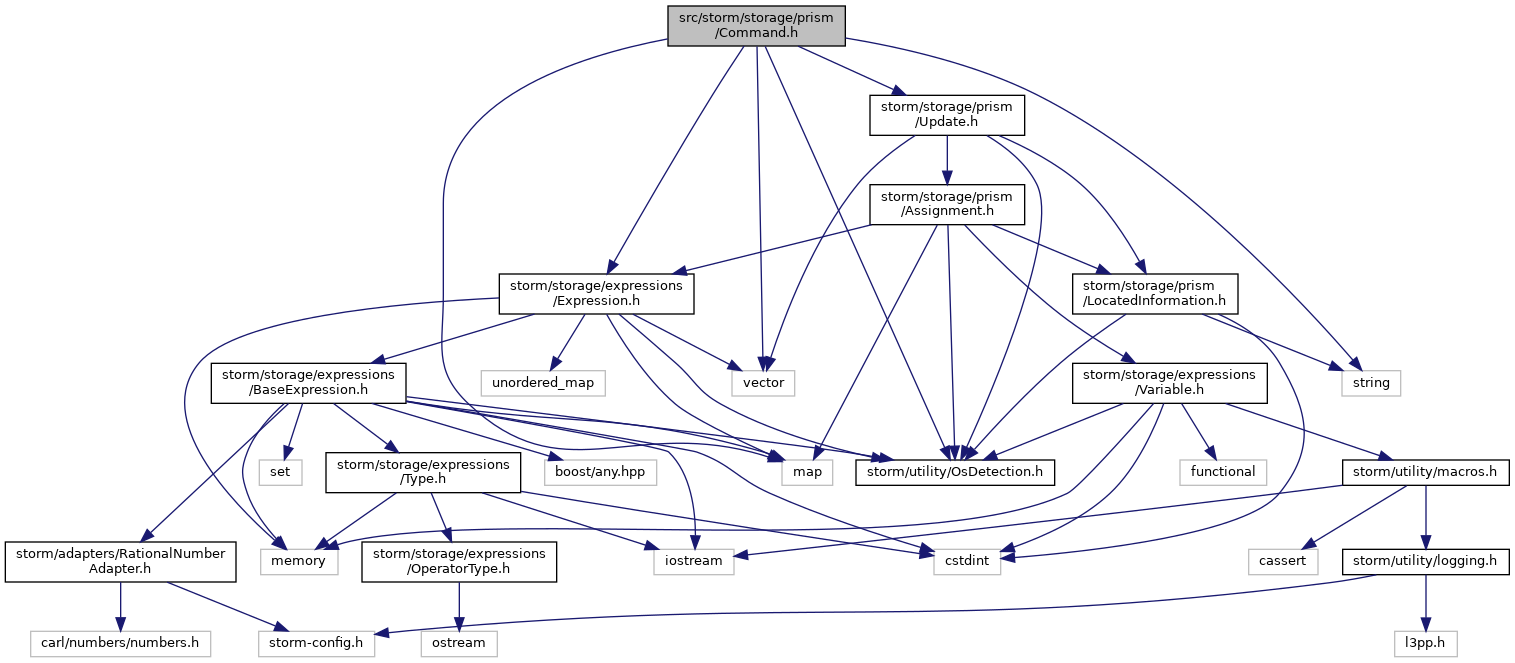 src/storm/storage/prism
/Command.h
storm/storage/prism
/Update.h
storm/storage/prism
/Assignment.h
storm/storage/expressions
/Expression.h
storm/storage/prism
/LocatedInformation.h
storm/storage/expressions
/BaseExpression.h
unordered_map
vector
storm/storage/expressions
/Variable.h
string
set
storm/storage/expressions
/Type.h
boost/any.hpp
map
storm/utility/OsDetection.h
functional
storm/utility/macros.h
storm/adapters/RationalNumber
Adapter.h
memory
storm/storage/expressions
/OperatorType.h
iostream
cstdint
cassert
storm/utility/logging.h
carl/numbers/numbers.h
storm-config.h
ostream
l3pp.h